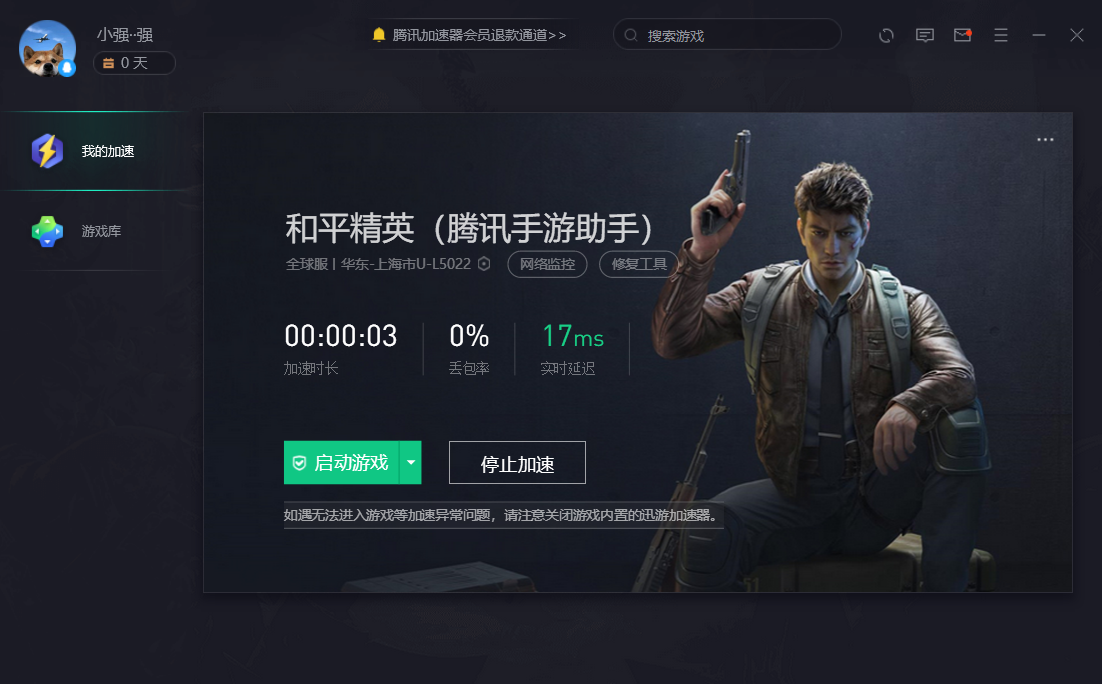 小强··强
0 天
腾讯加速器会员退款通道>>
搜索游戏
我的加速
游戏库
和平精英（腾讯手游助手）
全球服 | 华东-上海市U-L5022
网络监控
修复工具
00:00:03
0%
17ms
加速时长
丢包率
实时延迟
启动游戏
停止加速
如遇无法进入游戏等加速异常问题，请注意关闭游戏内置的迅游加速器。